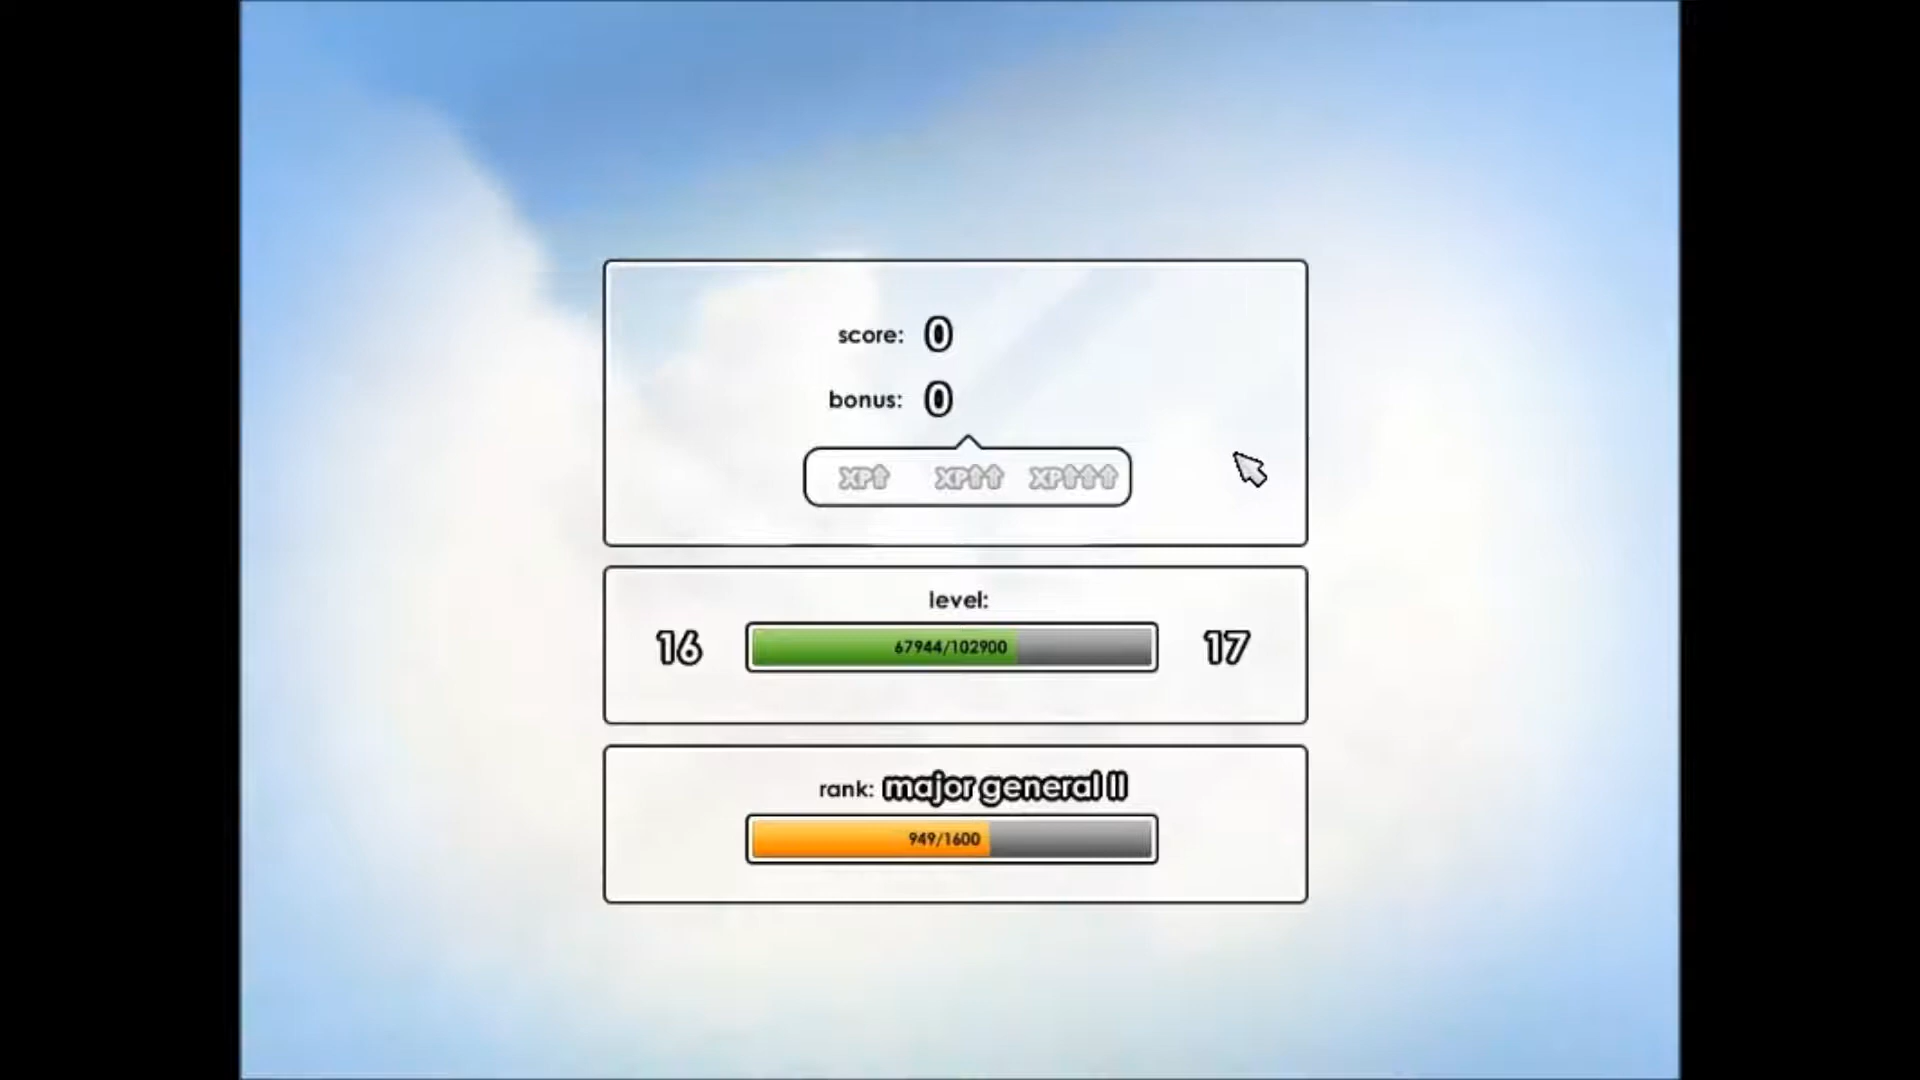 score: 0
bonus: 0
XP⇧ XP⇧⇧ XP⇧⇧⇧
level:
16 67944/102900 17
rank: major general II
949/1600